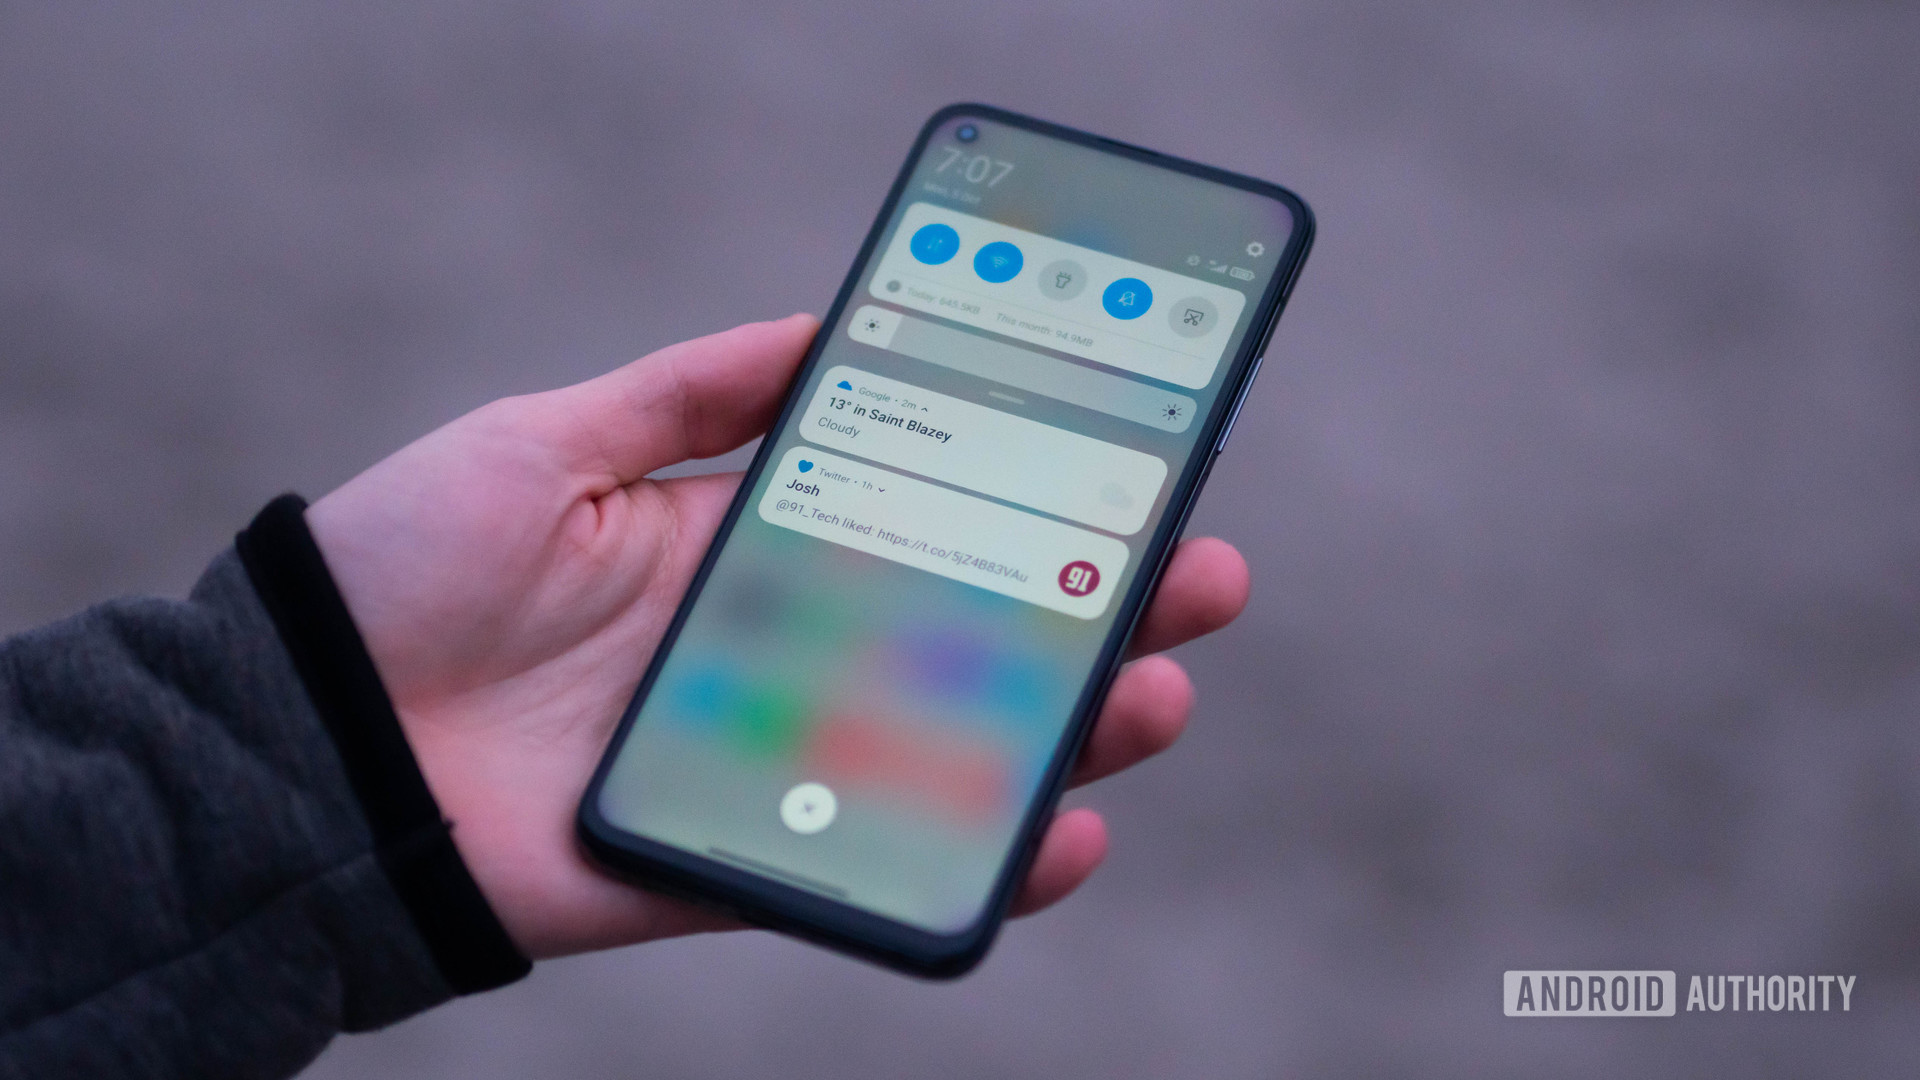 7:07
Today: 645.5KB This month: 94.9MB
Google • 2m
13° in Saint Blazey
Cloudy
Twitter • 1h
Josh
@91_Tech liked: https://t.co/5jZ4B83VAu
91
ANDROID AUTHORITY